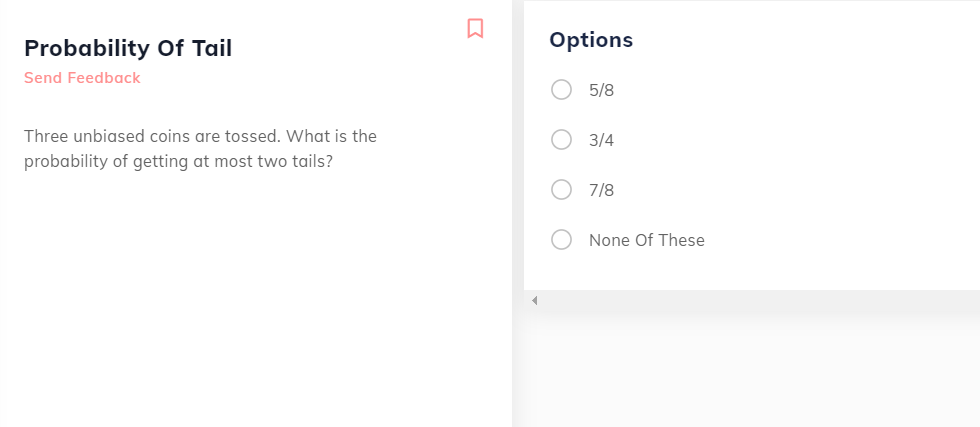 Probability Of Tail
Send Feedback
Three unbiased coins are tossed. What is the
probability of getting at most two tails?
Options
5/8
3/4
7/8
None Of These